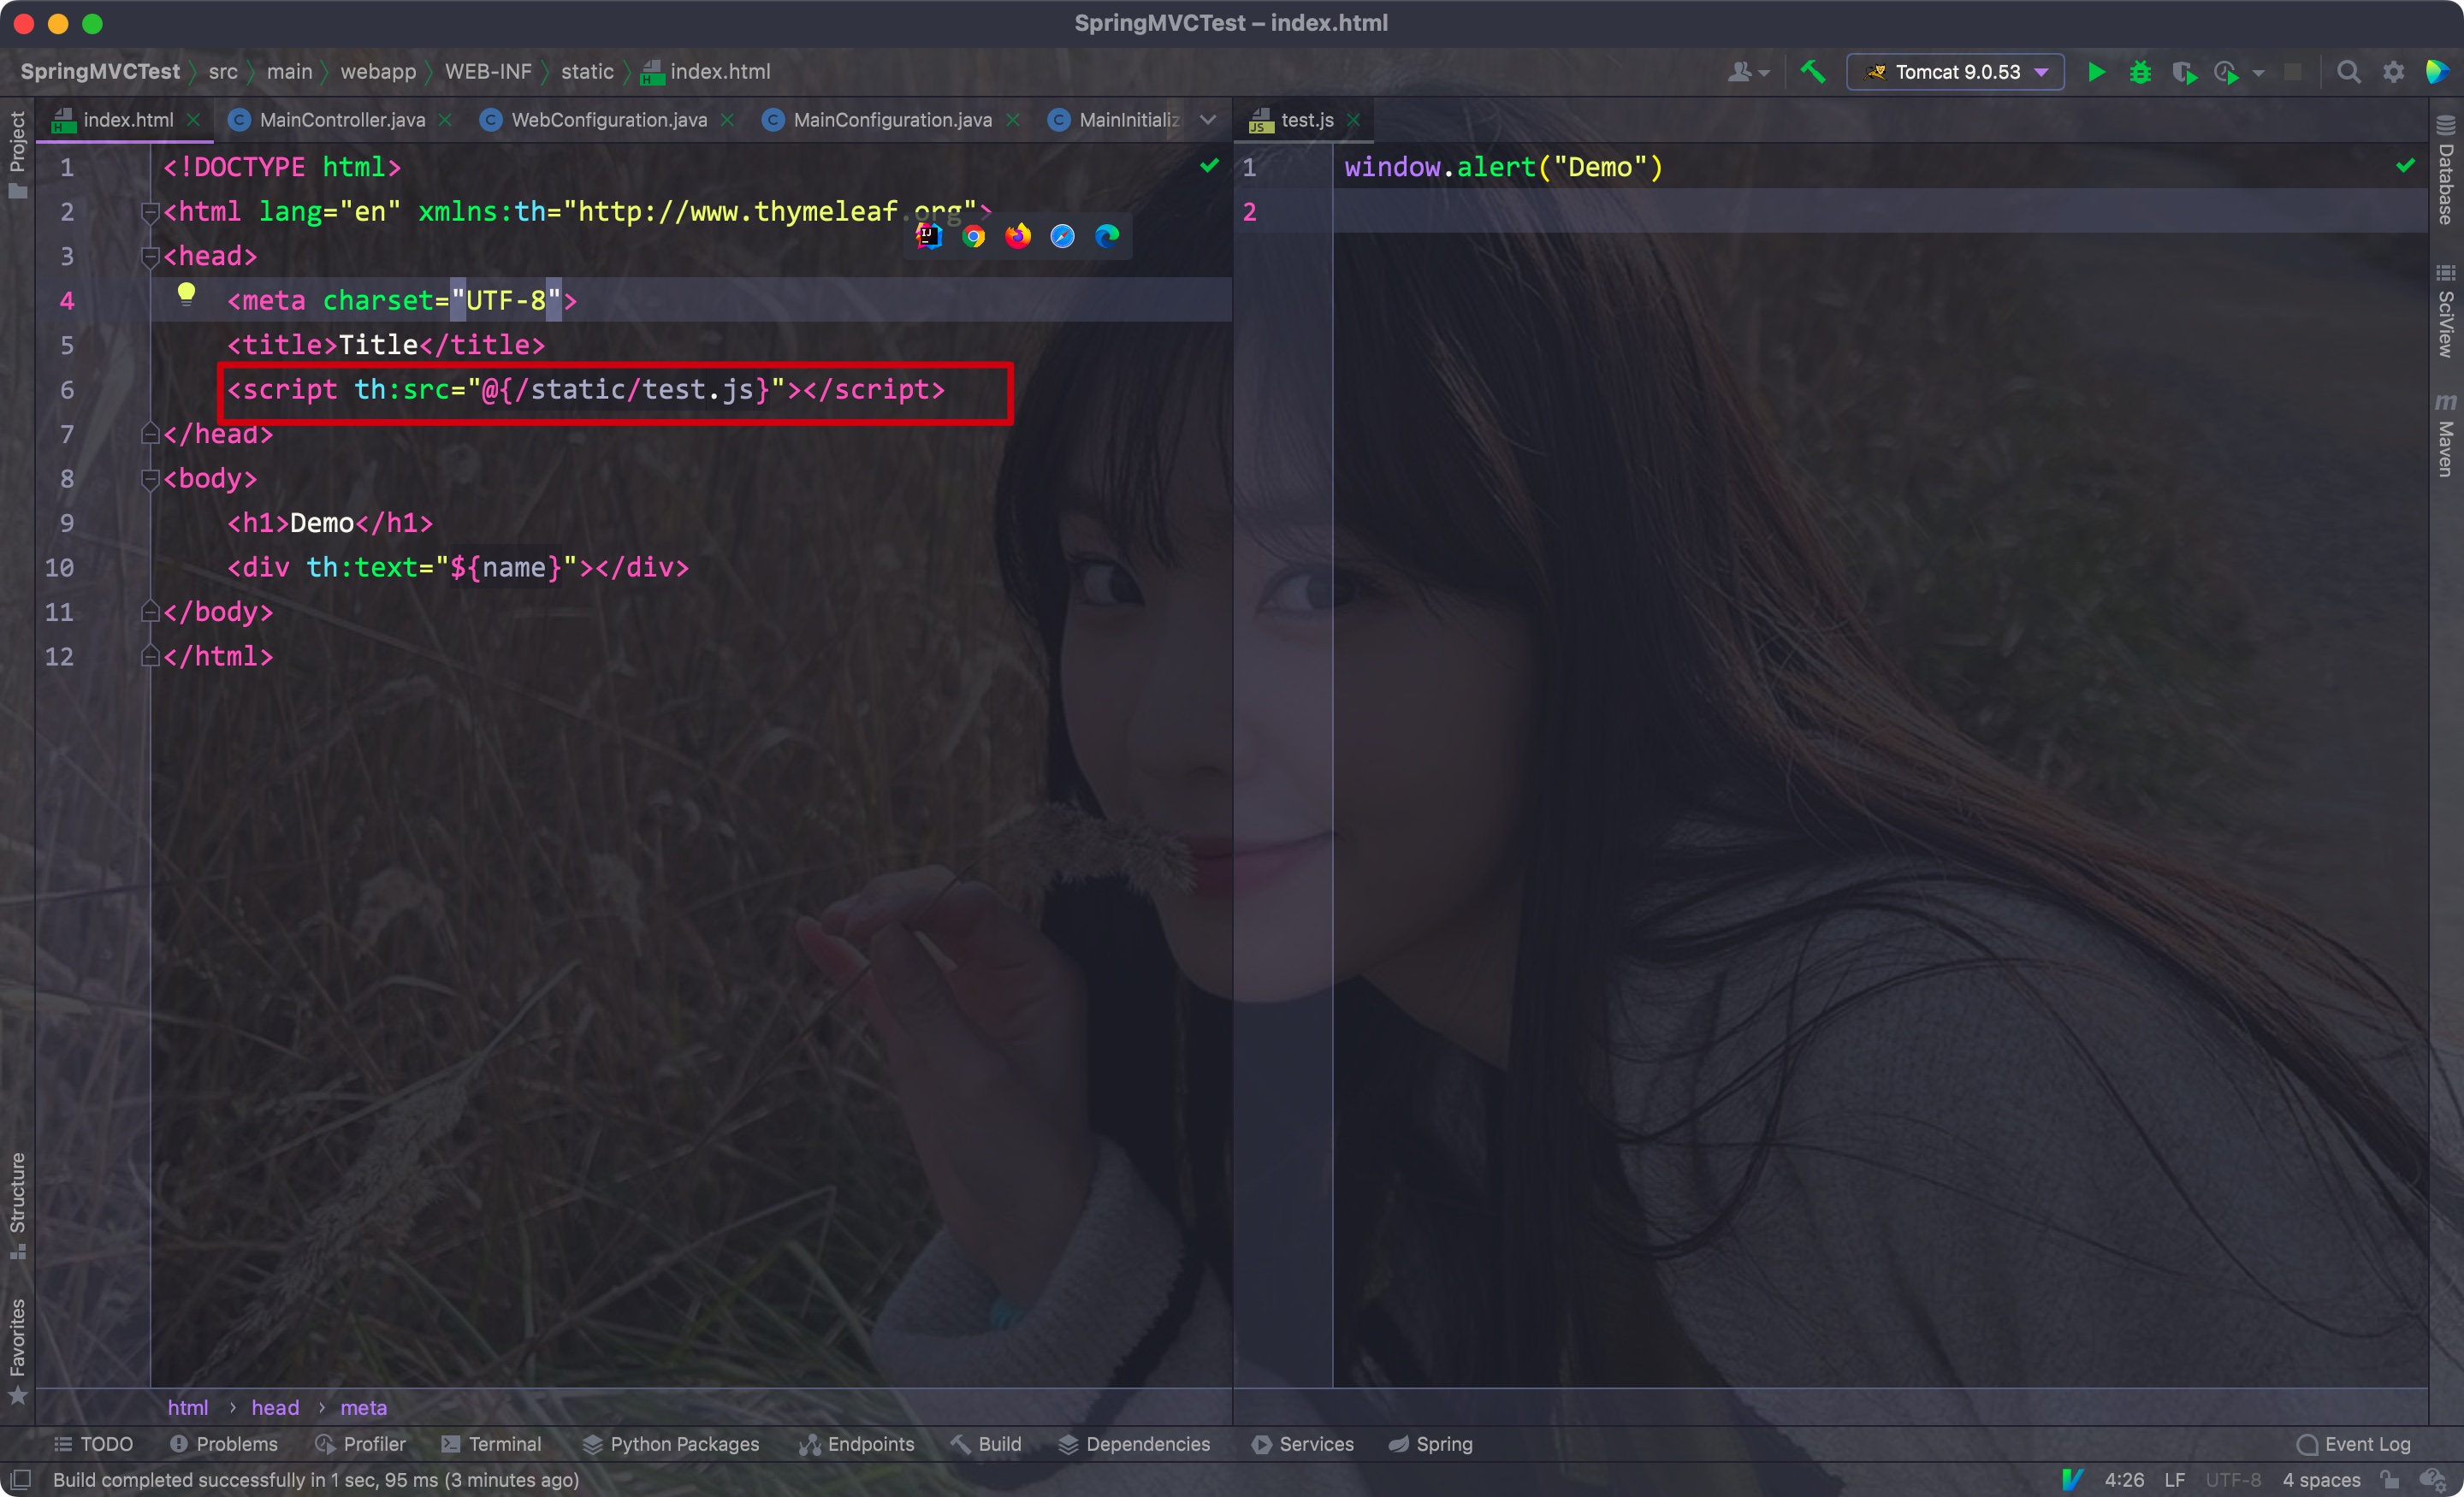 SpringMVCTest – index.html
SpringMVCTest src main webapp WEB-INF static index.html
Tomcat 9.0.53
index.html MainController.java WebConfiguration.java MainConfiguration.java MainInitializ
test.js
Project
Structure
Favorites
1 <!DOCTYPE html>
2 <html lang="en" xmlns:th="http://www.thymeleaf.org">
3 <head>
4 <meta charset="UTF-8">
5 <title>Title</title>
6 <script th:src="@{/static/test.js}"></script>
7 </head>
8 <body>
9 <h1>Demo</h1>
10 <div th:text="${name}"></div>
11 </body>
12 </html>
1 window.alert("Demo")
2
Database
SciView
Maven
html › head › meta
TODO Problems Profiler Terminal Python Packages Endpoints Build Dependencies Services Spring Event Log
Build completed successfully in 1 sec, 95 ms (3 minutes ago)
4:26 LF UTF-8 4 spaces